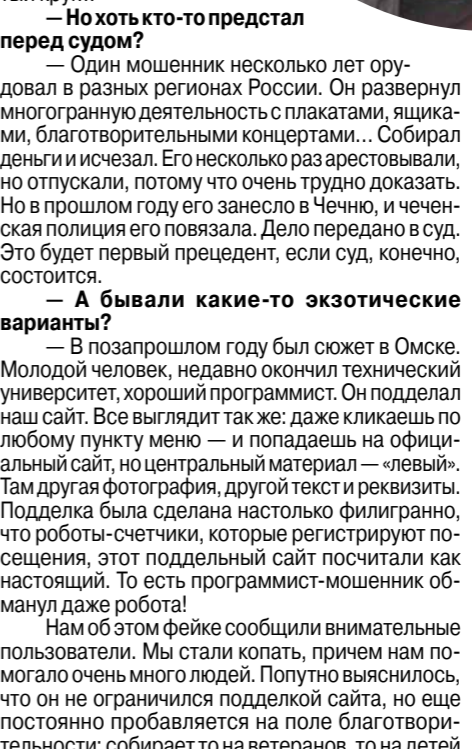 — Но хоть кто-то предстал
перед судом?
— Один мошенник несколько лет ору-
довал в разных регионах России. Он развернул
многогранную деятельность с плакатами, ящика-
ми, благотворительными концертами... Собирал
деньги и исчезал. Его несколько раз арестовывали,
но отпускали, потому что очень трудно доказать.
Но в прошлом году его занесло в Чечню, и чечен-
ская полиция его повязала. Дело передано в суд.
Это будет первый прецедент, если суд, конечно,
состоится.
— А бывали какие-то экзотические
варианты?
— В позапрошлом году был сюжет в Омске.
Молодой человек, недавно окончил технический
университет, хороший программист. Он подделал
наш сайт. Все выглядит так же: даже кликаешь по
любому пункту меню — и попадаешь на офици-
альный сайт, но центральный материал — «левый».
Там другая фотография, другой текст и реквизиты.
Подделка была сделана настолько филигранно,
что роботы-счетчики, которые регистрируют по-
сещения, этот поддельный сайт посчитали как
настоящий. То есть программист-мошенник об-
манул даже робота!
Нам об этом фейке сообщили внимательные
пользователи. Мы стали копать, причем нам по-
могало очень много людей. Попутно выяснилось,
что он не ограничился подделкой сайта, но еще
постоянно пробавляется на поле благотвори-
тельности: собирает то на ветеранов, то на детей